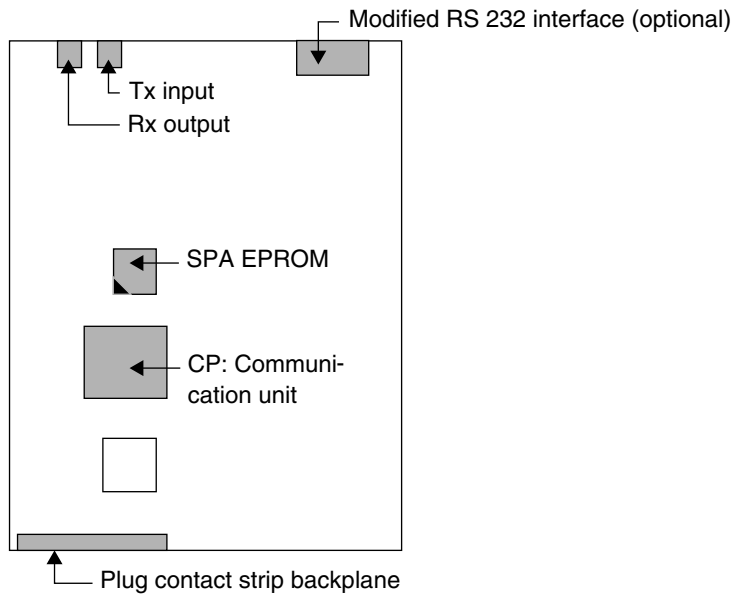 Modified RS 232 interface (optional)
Tx input
Rx output
SPA EPROM
CP: Communi-
cation unit
Plug contact strip backplane